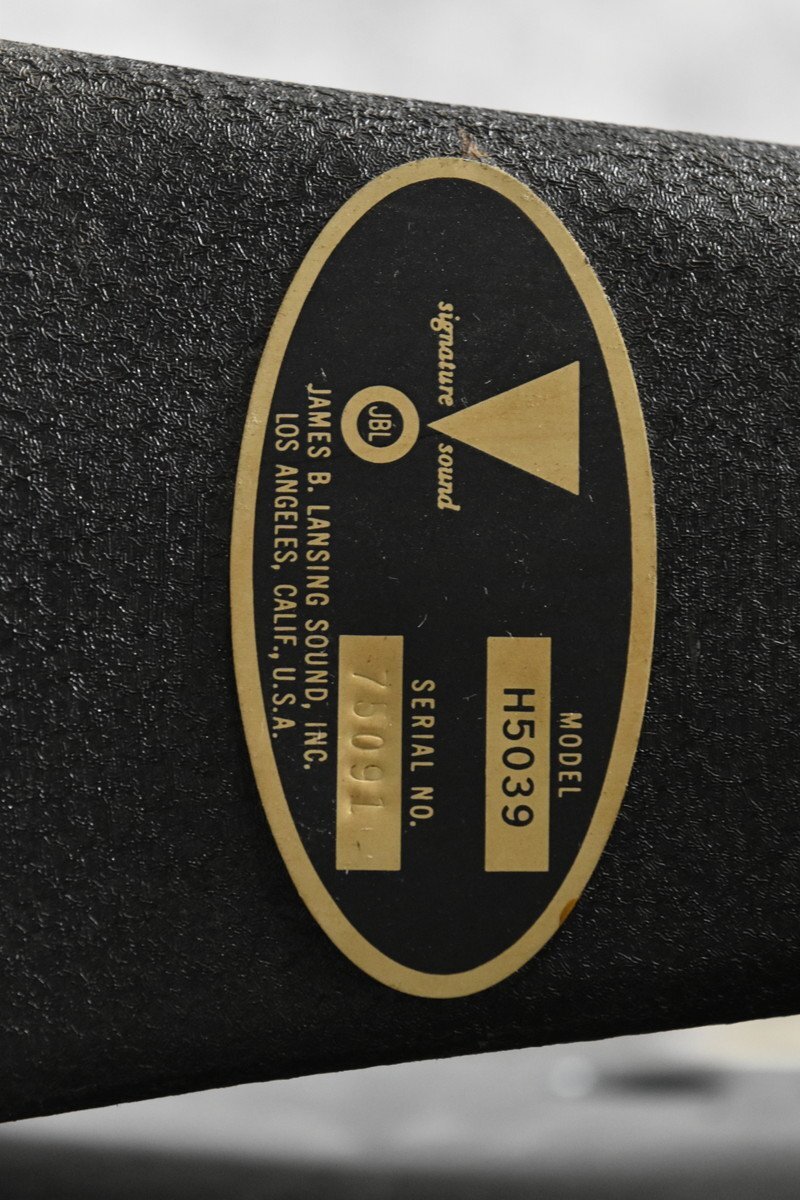 signature sound
JBL
JAMES B. LANSING SOUND, INC.
LOS ANGELES, CALIF., U.S.A.
MODEL
H5039
SERIAL NO.
75091